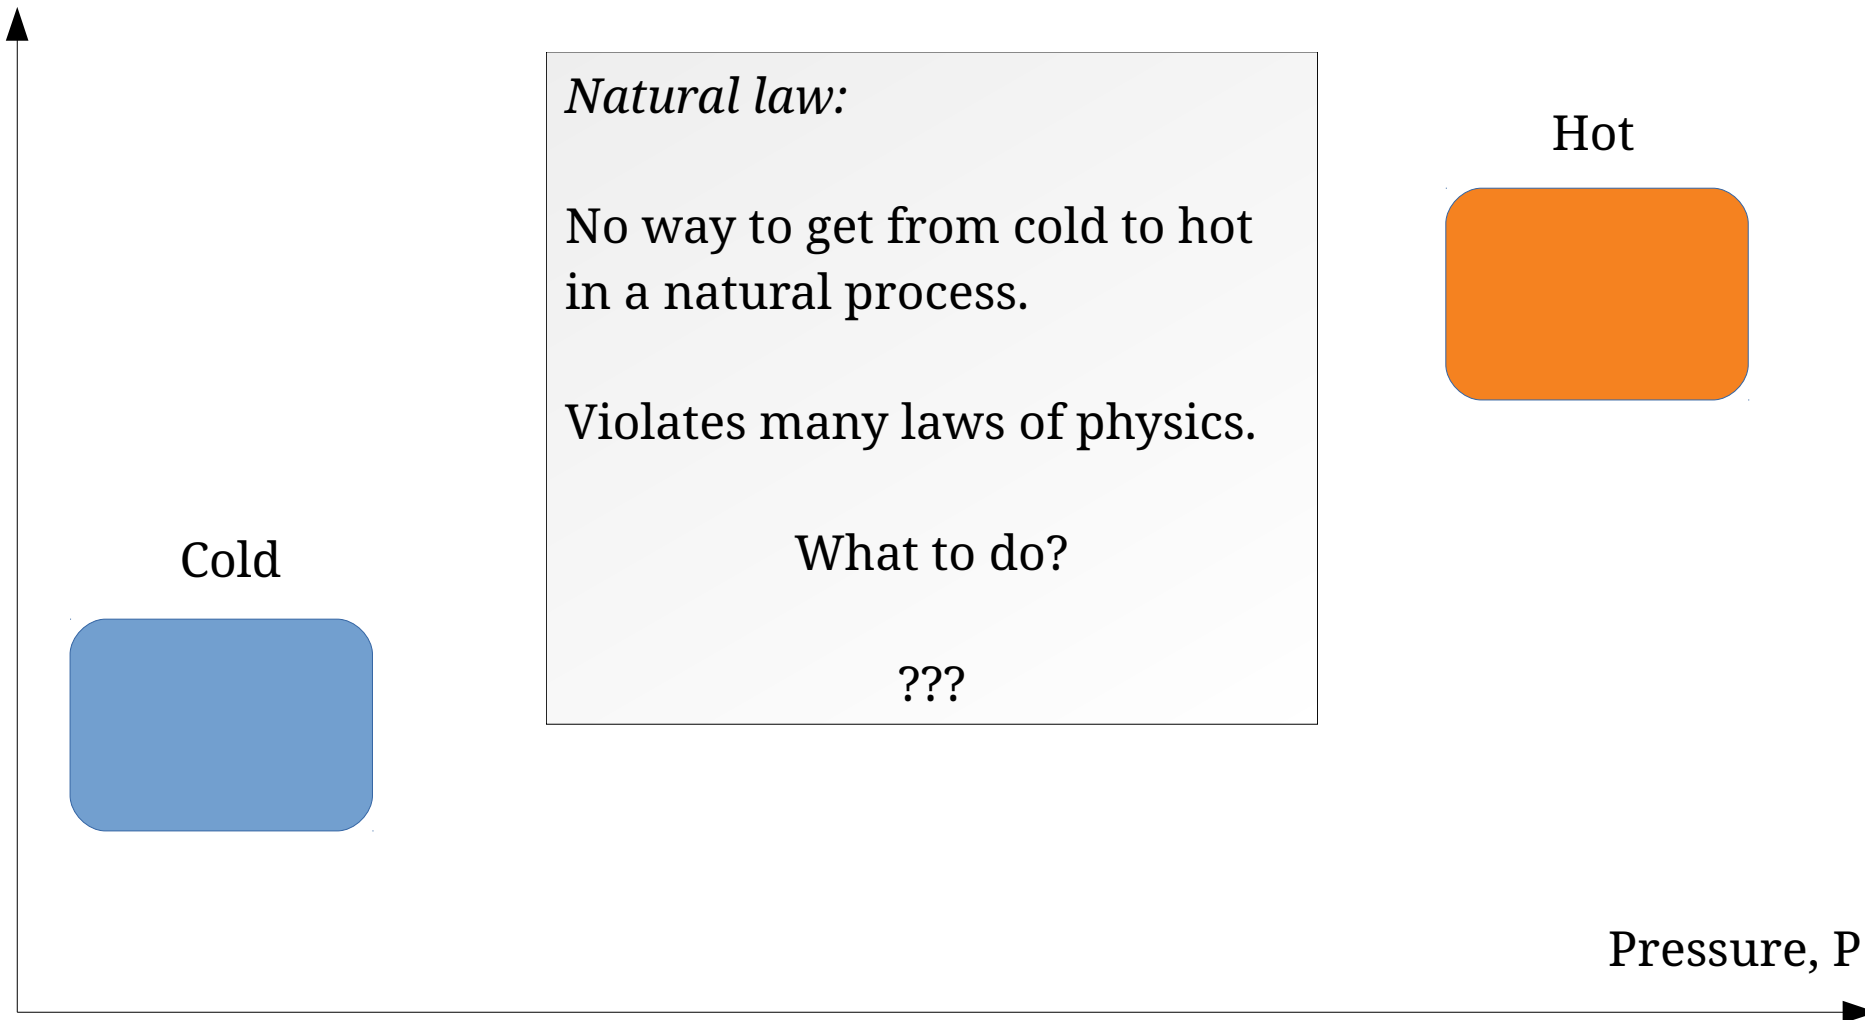 Natural law:
Hot
No way to get from cold to hot
in a natural process.
Violates many laws of physics.
What to do?
Cold
???
Pressure, P